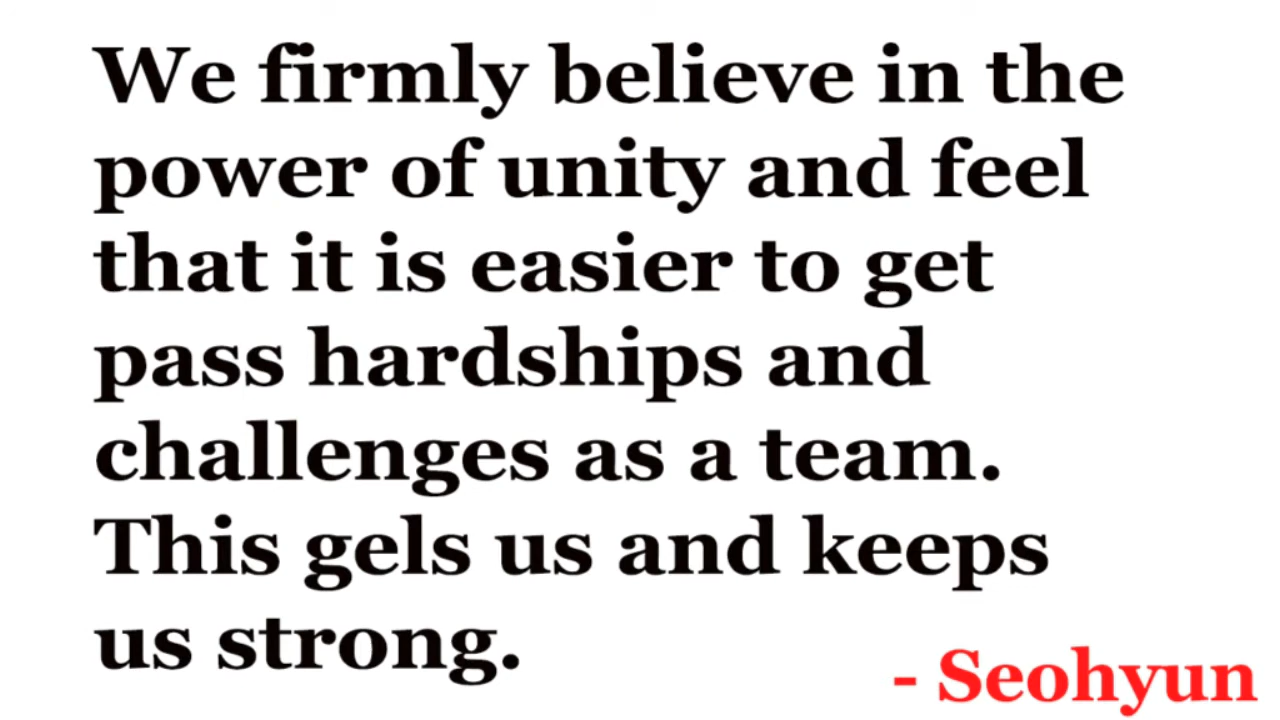 We firmly believe in the
power of unity and feel
that it is easier to get
pass hardships and
challenges as a team.
This gels us and keeps
us strong.
- Seohyun